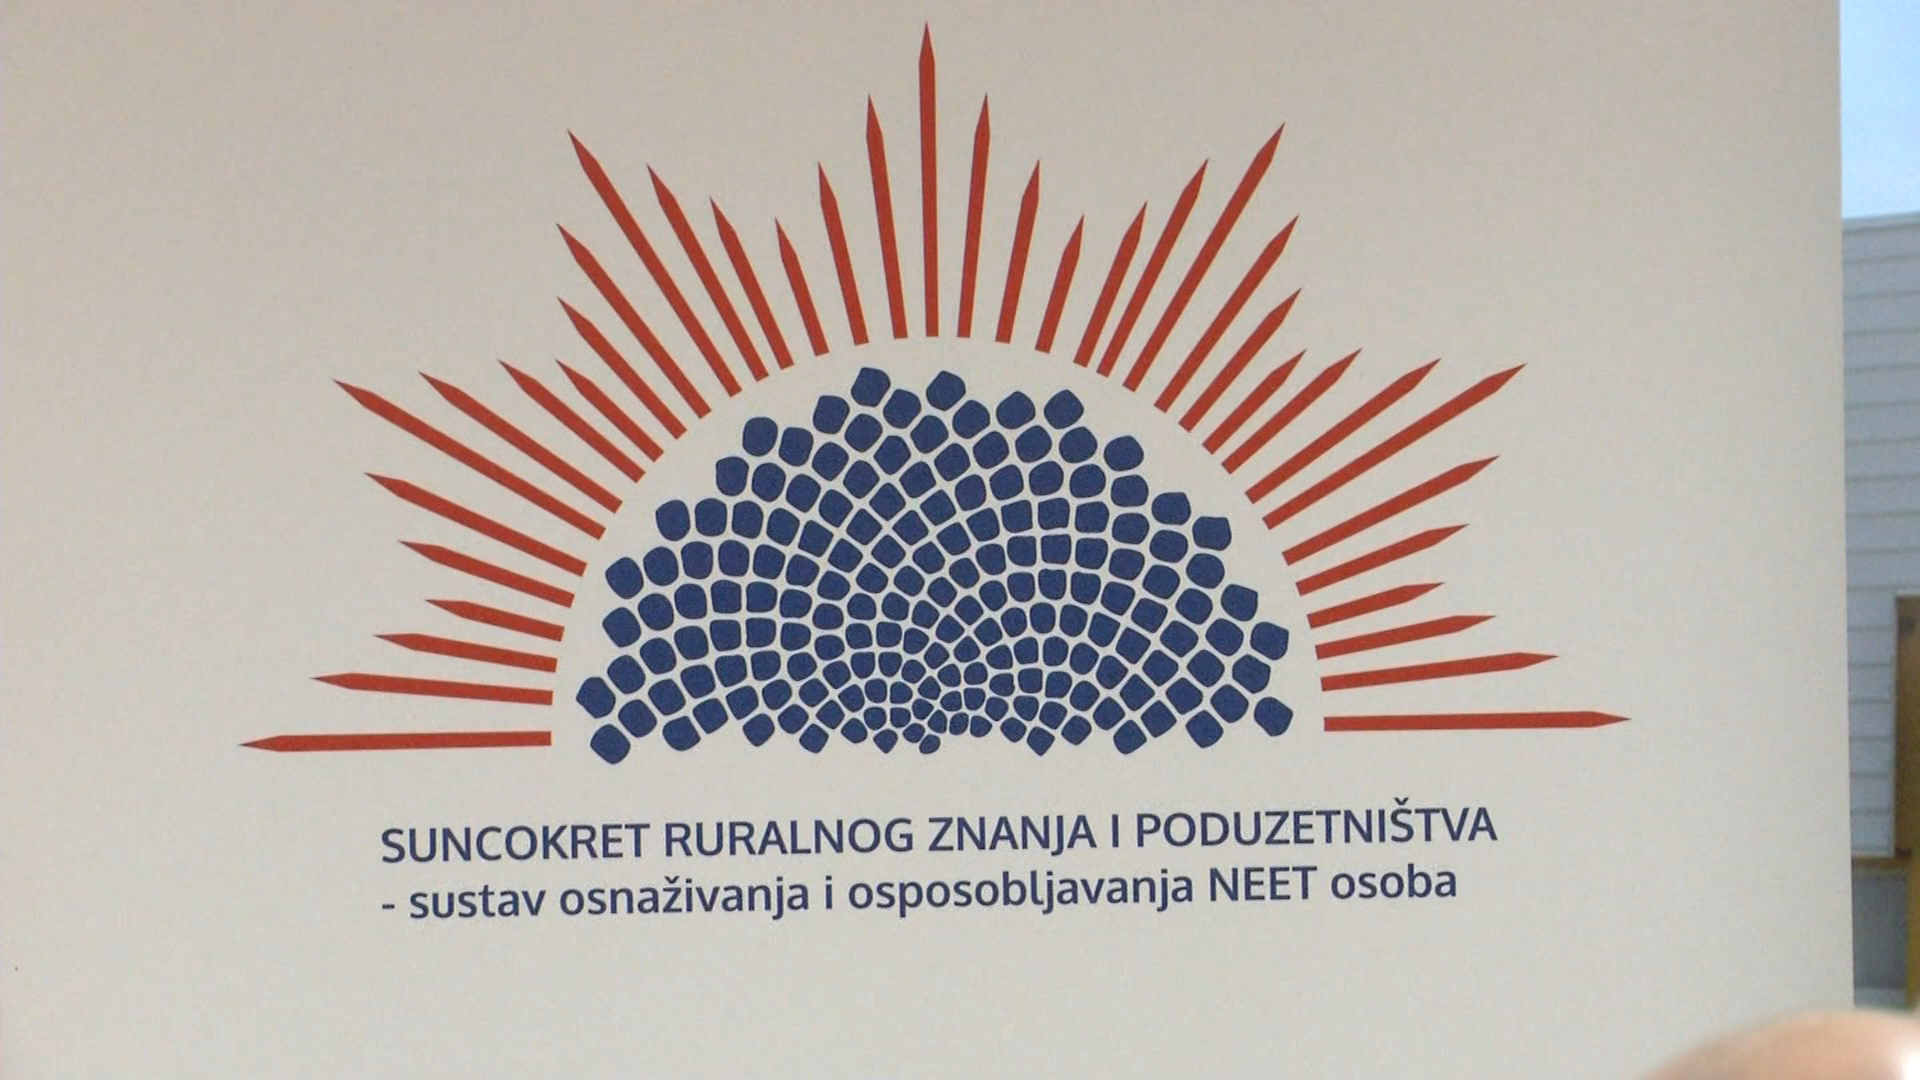 SUNCOKRET RURALNOG ZNANJA I PODUZETNIŠTVA
- sustav osnaživanja i osposobljavanja NEET osoba